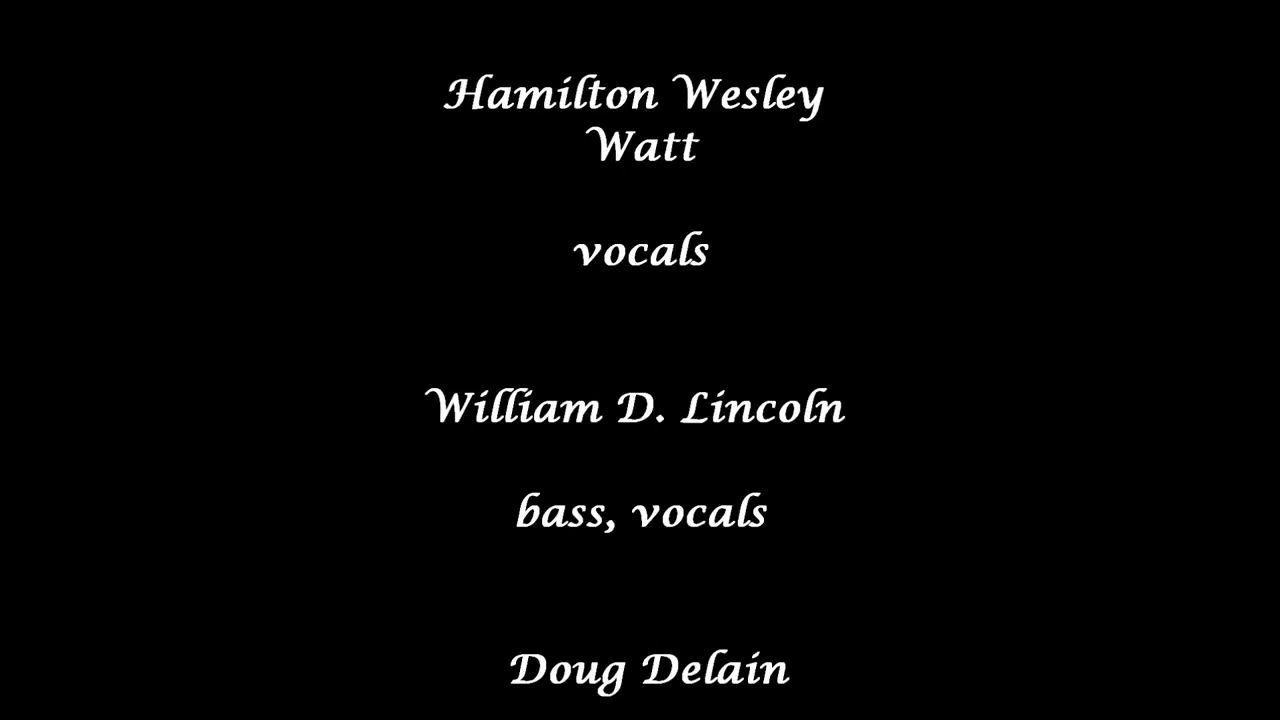 Hamilton Wesley
Watt
vocals
William D. Lincoln
bass, vocals
Doug Delain